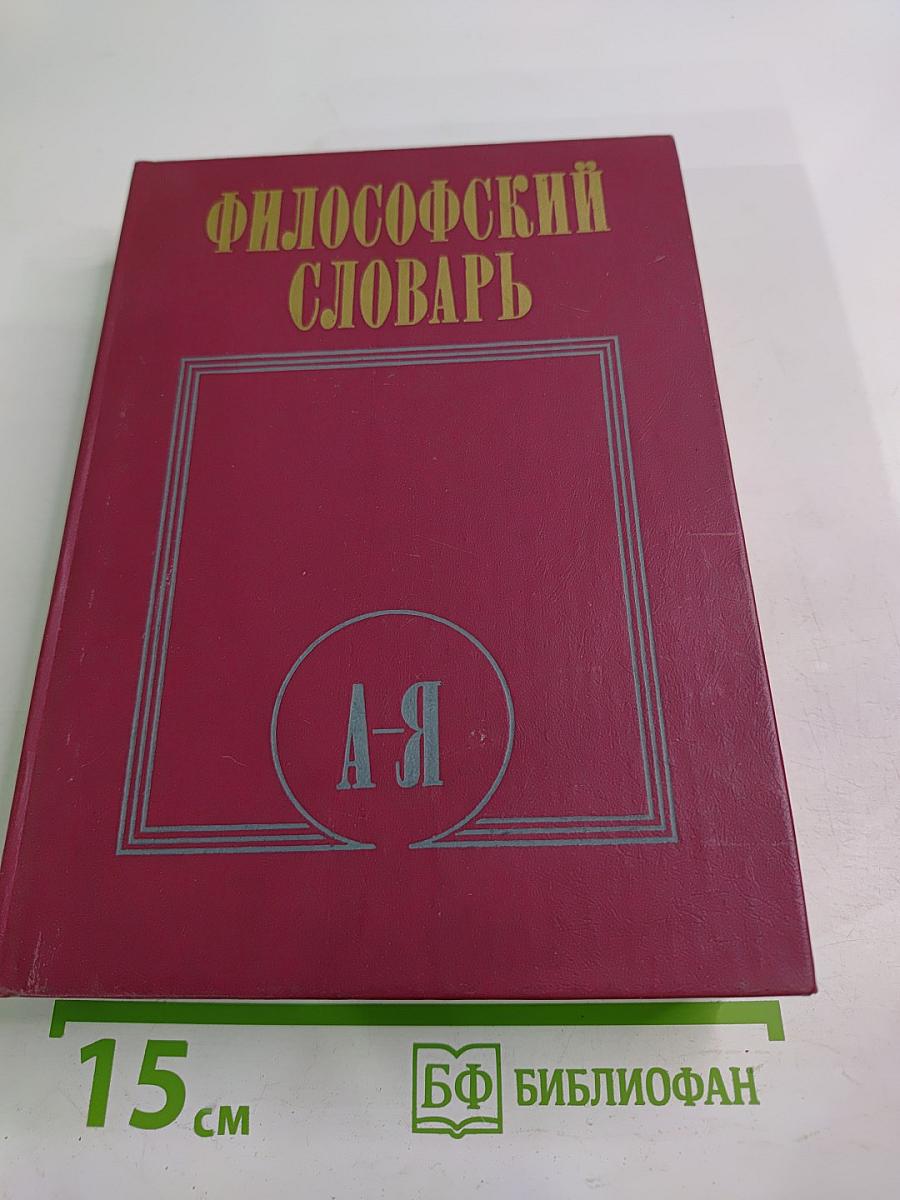 ФИЛОСОФСКИЙ
СЛОВАРЬ
А-Я
15 см
БФ БИБЛИОФАН